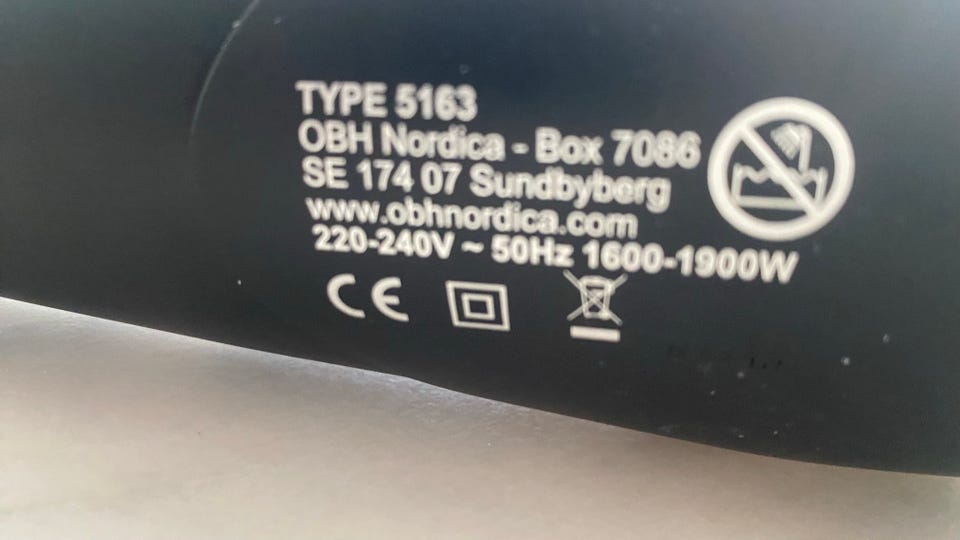 TYPE 5163
OBH Nordica - Box 7086
SE 174 07 Sundbyberg
www.obhnordica.com
220-240V ~ 50Hz 1600-1900W
CE